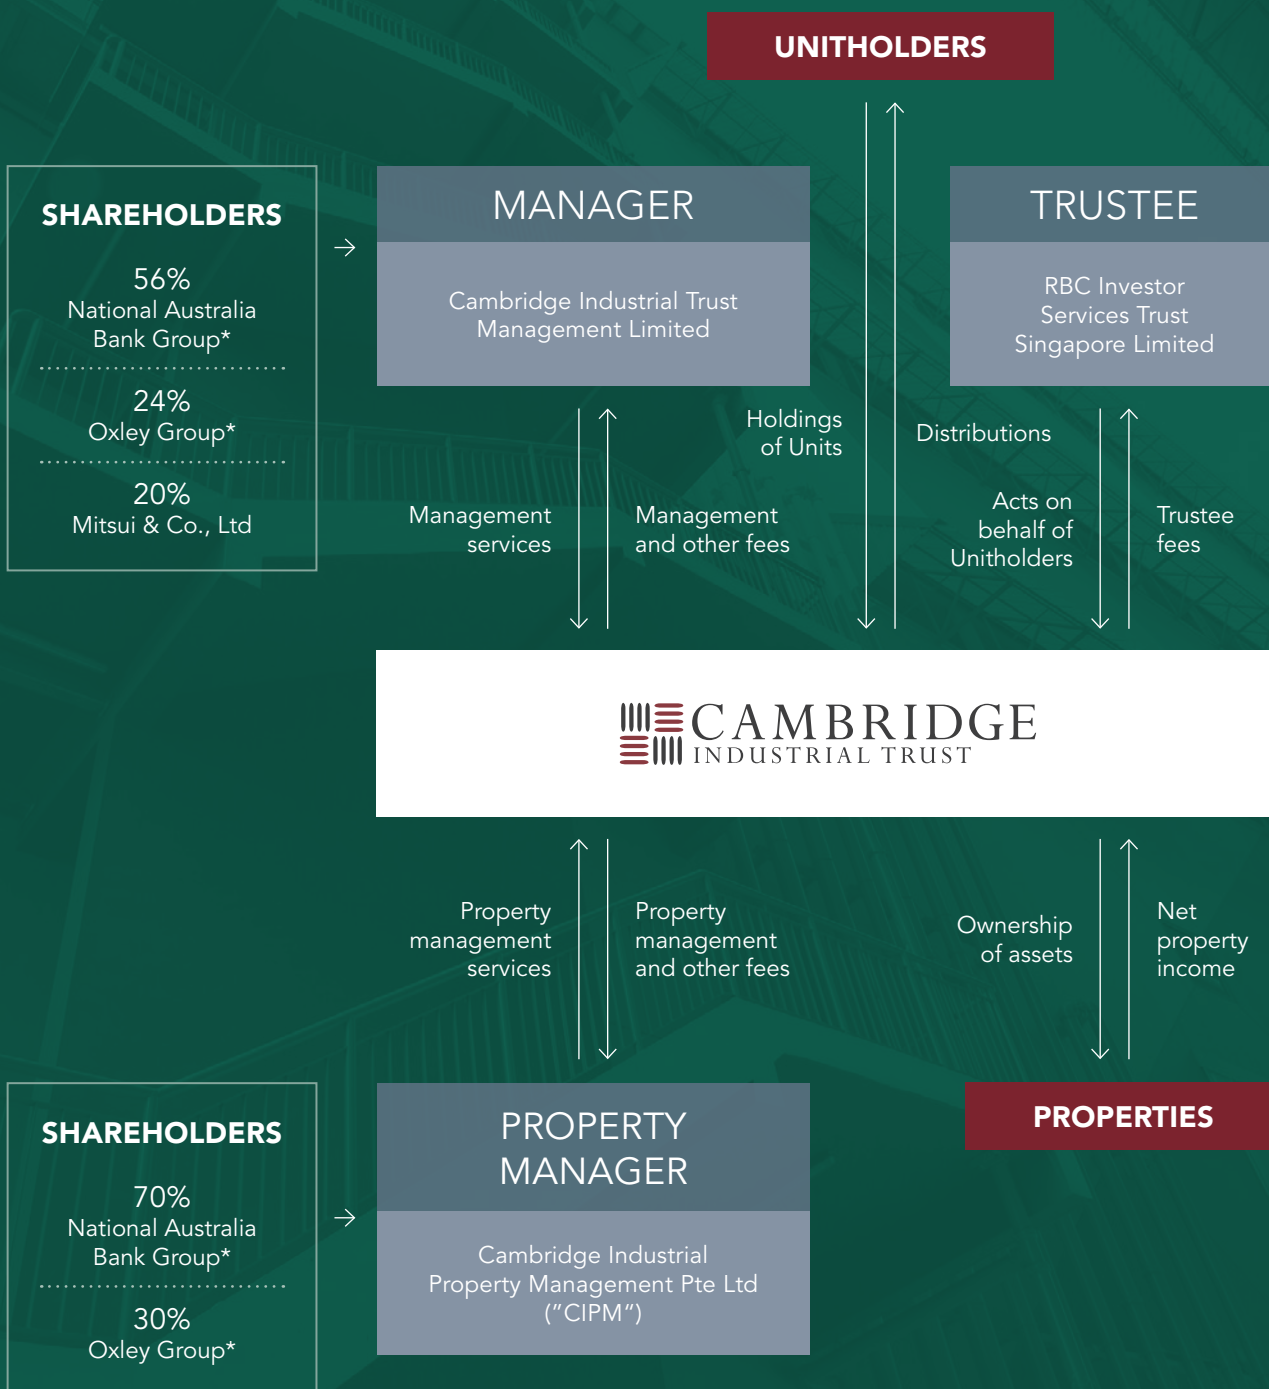 UNITHOLDERS
SHAREHOLDERS
56%
National Australia
Bank Group*
24%
Oxley Group*
20%
Mitsui & Co., Ltd
MANAGER
Cambridge Industrial Trust
Management Limited
TRUSTEE
RBC Investor
Services Trust
Singapore Limited
Management
services
Management
and other fees
Holdings
of Units
Distributions
Acts on
behalf of
Unitholders
Trustee
fees
CAMBRIDGE
INDUSTRIAL TRUST
Property
management
services
Property
management
and other fees
Ownership
of assets
Net
property
income
SHAREHOLDERS
70%
National Australia
Bank Group*
30%
Oxley Group*
PROPERTY
MANAGER
Cambridge Industrial
Property Management Pte Ltd
("CIPM")
PROPERTIES